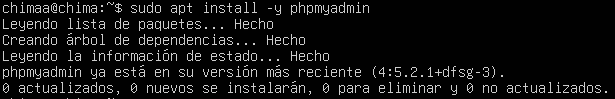 chimaa@chima:~$ sudo apt install -y phpmyadmin
Leyendo lista de paquetes... Hecho
Creando árbol de dependencias... Hecho
Leyendo la información de estado... Hecho
phpmyadmin ya está en su versión más reciente (4:5.2.1+dfsg-3).
0 actualizados, 0 nuevos se instalarán, 0 para eliminar y 0 no actualizados.